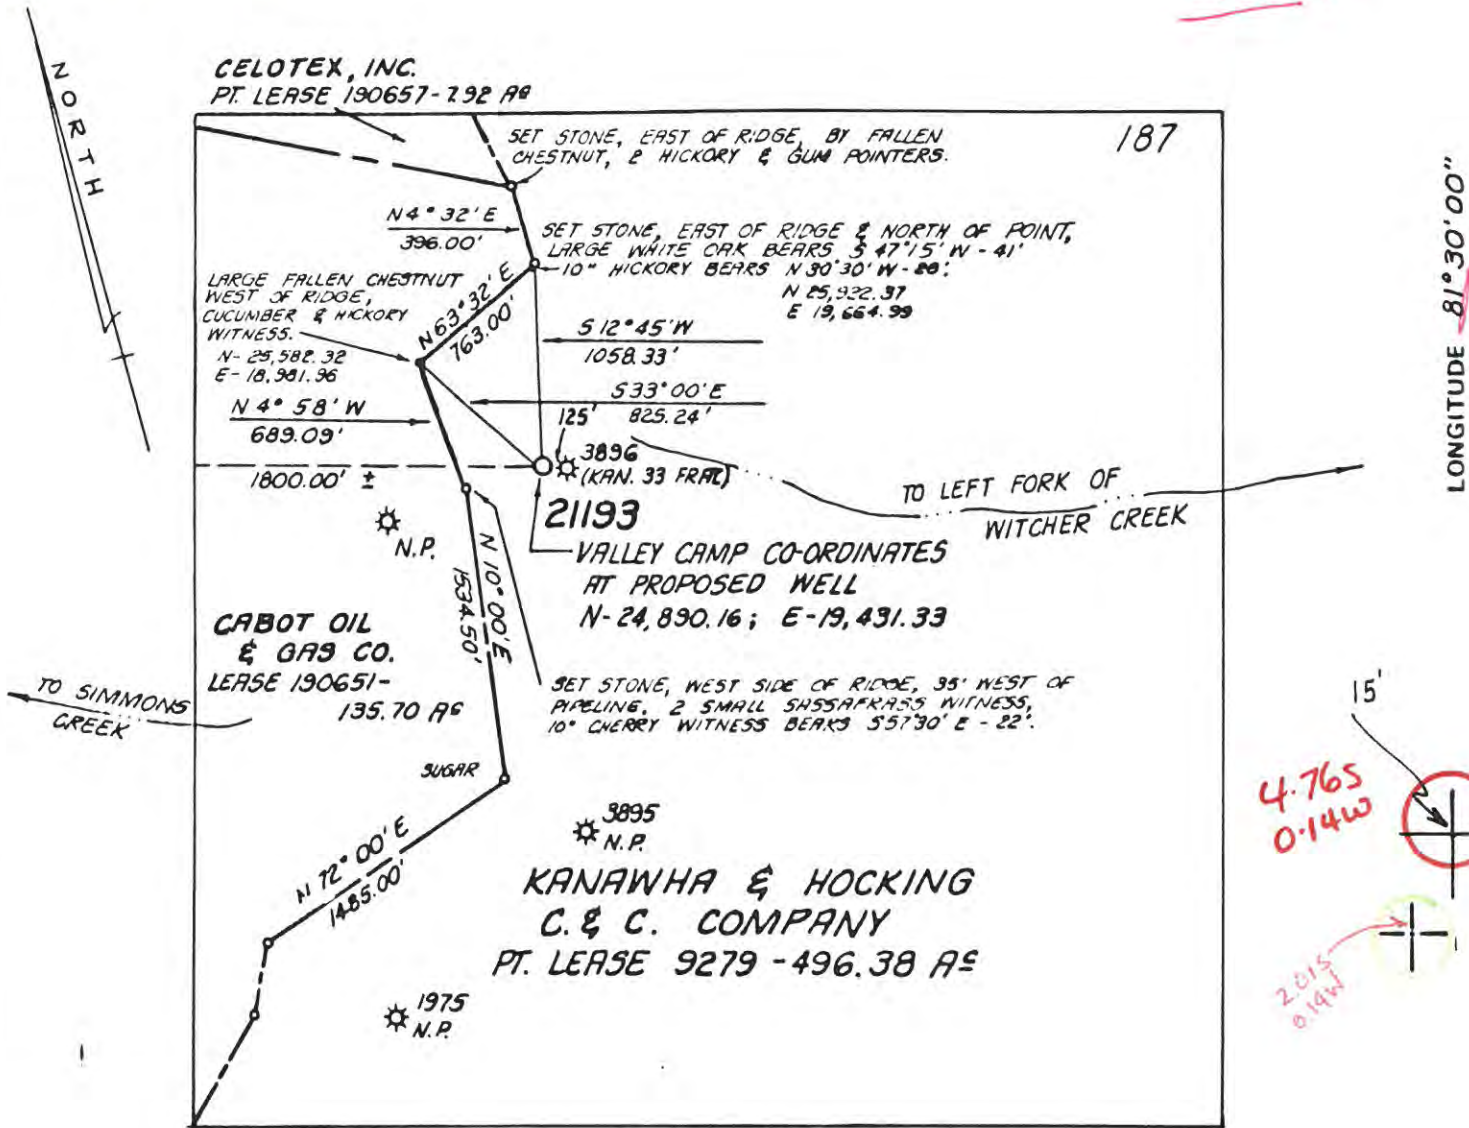 NORTH
CELOTEX, INC.
PT. LEASE 190657-7.92 Aᶜ
187
SET STONE, EAST OF RIDGE, BY FALLEN
CHESTNUT, 2 HICKORY & GUM POINTERS.
N 4° 32' E
396.00'
SET STONE, EAST OF RIDGE & NORTH OF POINT,
LARGE WHITE OAK BEARS S 47°15' W - 41'
10" HICKORY BEARS N 30°30' W - 28'.
N 25,922.37
E 19,664.99
LARGE FALLEN CHESTNUT
WEST OF RIDGE,
CUCUMBER & HICKORY
WITNESS.
N- 25,582.32
E- 18,981.96
N 63° 32' E
763.00'
S 12° 45' W
1058.33'
S 33° 00' E
825.24'
N 4° 58' W
689.09'
125'
3896
(KAN. 33 FRAC)
1800.00' ±
21193
N.P.
VALLEY CAMP CO-ORDINATES
AT PROPOSED WELL
N- 24,890.16; E-19,431.33
TO LEFT FORK OF
WITCHER CREEK
LONGITUDE 81° 30' 00"
N 10° 00' E
1534.50'
CABOT OIL
& GAS CO.
LEASE 190651-
135.70 Aᶜ
TO SIMMONS
CREEK
SET STONE, WEST SIDE OF RIDGE, 35' WEST OF
PIPELINE. 2 SMALL SASSAFRASS WITNESS,
10" CHERRY WITNESS BEARS S 57°30' E - 22'.
SUGAR
3895
N.P.
N 72° 00' E
1485.00'
KANAWHA & HOCKING
C. & C. COMPANY
PT. LEASE 9279 - 496.38 Aᶜ
1975
N.P.
15'
4.76S
0.14W
2.01S
0.14W